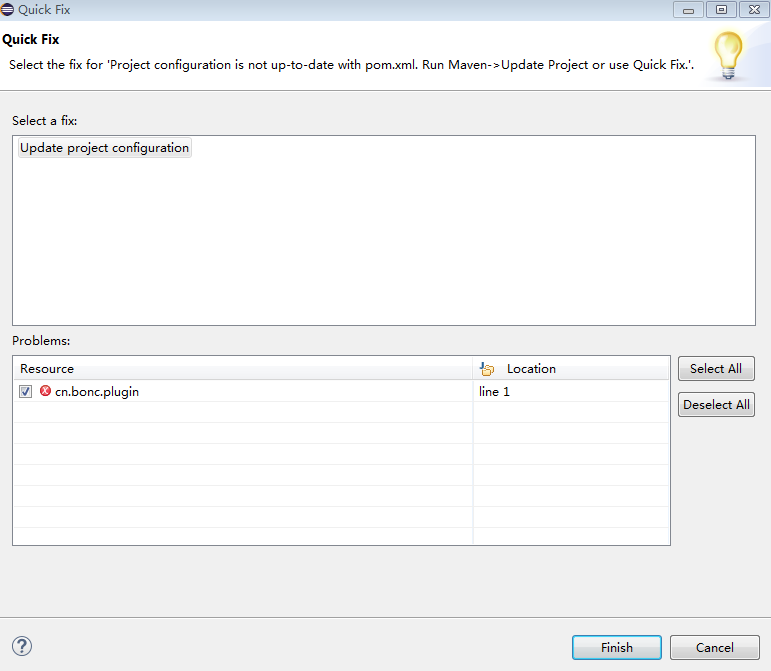 Quick Fix
Quick Fix
Select the fix for 'Project configuration is not up-to-date with pom.xml. Run Maven->Update Project or use Quick Fix.'.
Select a fix:
Update project configuration
Problems:
Resource Location
cn.bonc.plugin line 1
Select All
Deselect All
Finish Cancel